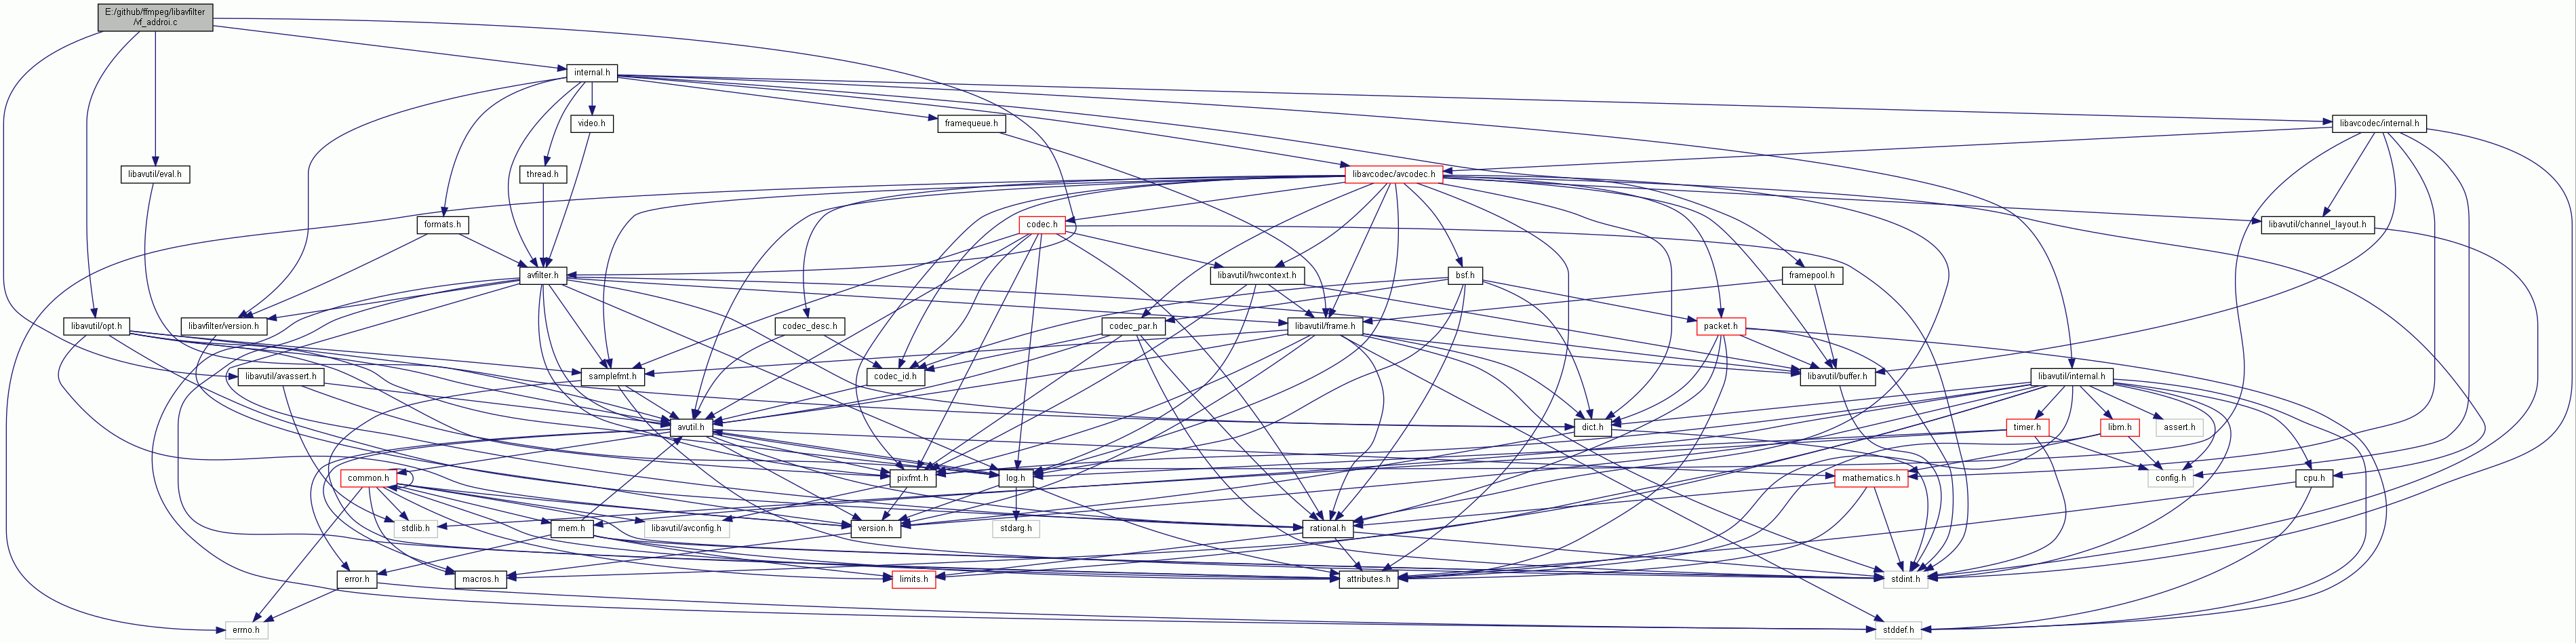 E:/github/ffmpeg/libavfilter
/vf_addroi.c
internal.h
video.h
framequeue.h
libavcodec/internal.h
libavutil/eval.h
thread.h
libavcodec/avcodec.h
formats.h
codec.h
libavutil/channel_layout.h
avfilter.h
libavutil/hwcontext.h
bsf.h
framepool.h
libavutil/opt.h
libavfilter/version.h
codec_desc.h
codec_par.h
libavutil/frame.h
packet.h
libavutil/avassert.h
samplefmt.h
codec_id.h
libavutil/buffer.h
libavutil/internal.h
avutil.h
dict.h
timer.h
libm.h
assert.h
common.h
pixfmt.h
log.h
mathematics.h
config.h
cpu.h
stdlib.h
mem.h
libavutil/avconfig.h
version.h
stdarg.h
rational.h
error.h
macros.h
limits.h
attributes.h
stdint.h
errno.h
stddef.h